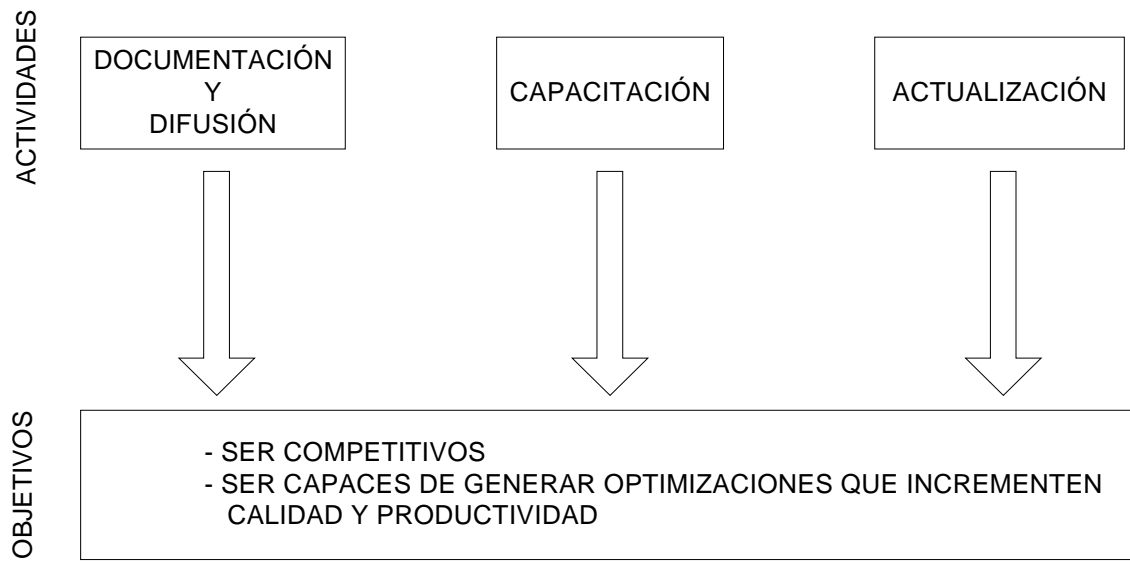 ACTIVIDADES
DOCUMENTACIÓN
Y
DIFUSIÓN
CAPACITACIÓN
ACTUALIZACIÓN
OBJETIVOS
- SER COMPETITIVOS
- SER CAPACES DE GENERAR OPTIMIZACIONES QUE INCREMENTEN
CALIDAD Y PRODUCTIVIDAD